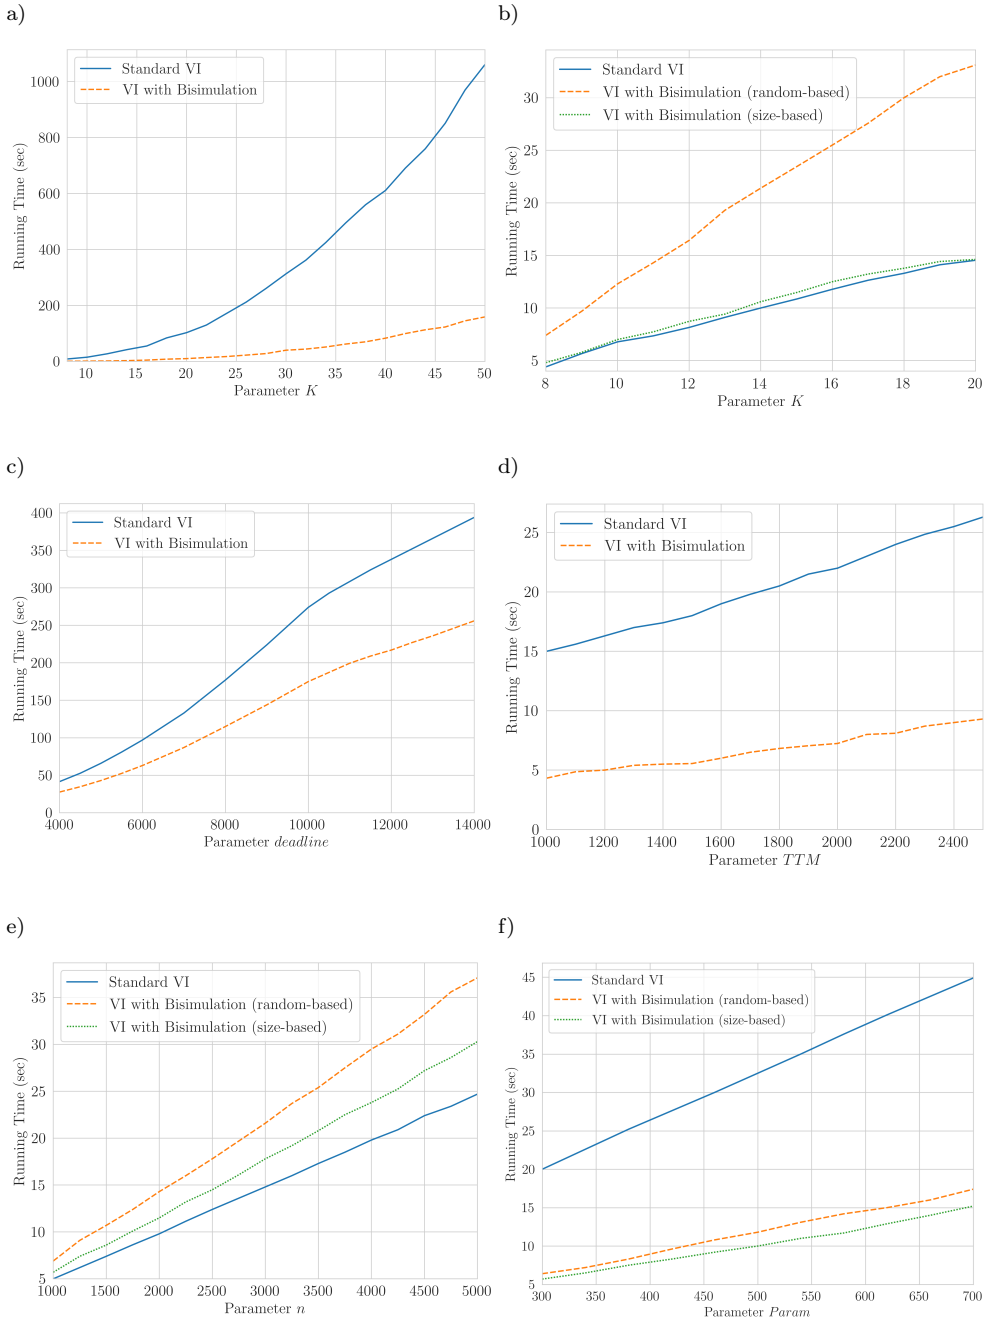 a)
Standard VI
VI with Bisimulation
1000
800
600
400
200
0
Running Time (sec)
10 15 20 25 30 35 40 45 50
Parameter K
b)
Standard VI
VI with Bisimulation (random-based)
VI with Bisimulation (size-based)
30
25
20
15
10
5
Running Time (sec)
8 10 12 14 16 18 20
Parameter K
c)
Standard VI
VI with Bisimulation
400
350
300
250
200
150
100
50
0
Running Time (sec)
4000 6000 8000 10000 12000 14000
Parameter deadline
d)
Standard VI
VI with Bisimulation
25
20
15
10
5
0
Running Time (sec)
1000 1200 1400 1600 1800 2000 2200 2400
Parameter TTM
e)
Standard VI
VI with Bisimulation (random-based)
VI with Bisimulation (size-based)
35
30
25
20
15
10
5
Running Time (sec)
1000 1500 2000 2500 3000 3500 4000 4500 5000
Parameter n
f)
Standard VI
VI with Bisimulation (random-based)
VI with Bisimulation (size-based)
45
40
35
30
25
20
15
10
5
Running Time (sec)
300 350 400 450 500 550 600 650 700
Parameter Param